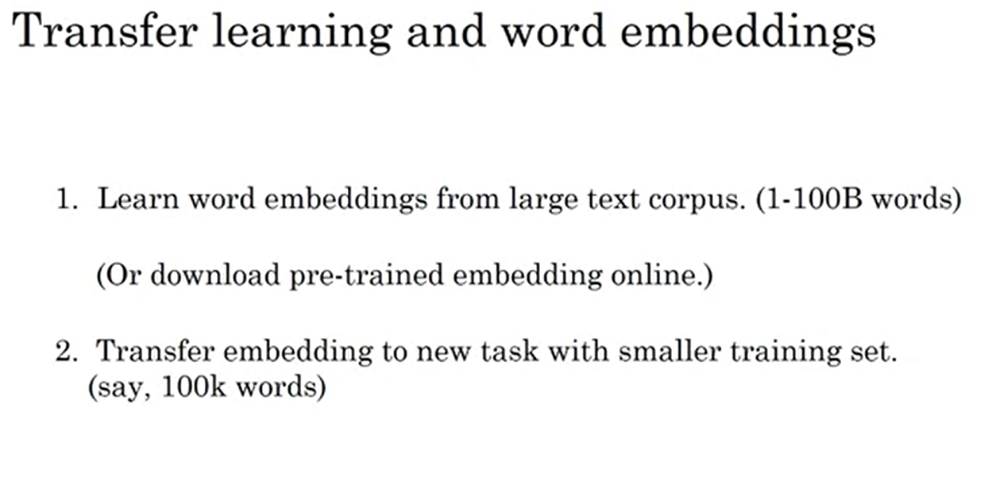 Transfer learning and word embeddings
1. Learn word embeddings from large text corpus. (1-100B words)
(Or download pre-trained embedding online.)
2. Transfer embedding to new task with smaller training set.
(say, 100k words)